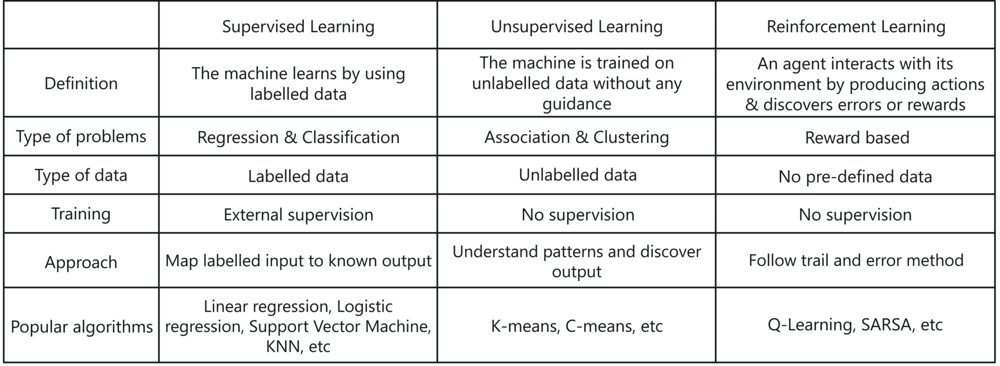 Supervised Learning
Unsupervised Learning
Reinforcement Learning
Definition
The machine learns by using
labelled data
The machine is trained on
unlabelled data without any
guidance
An agent interacts with its
environment by producing actions
& discovers errors or rewards
Type of problems
Regression & Classification
Association & Clustering
Reward based
Type of data
Labelled data
Unlabelled data
No pre-defined data
Training
External supervision
No supervision
No supervision
Approach
Map labelled input to known output
Understand patterns and discover
output
Follow trail and error method
Popular algorithms
Linear regression, Logistic
regression, Support Vector Machine,
KNN, etc
K-means, C-means, etc
Q-Learning, SARSA, etc